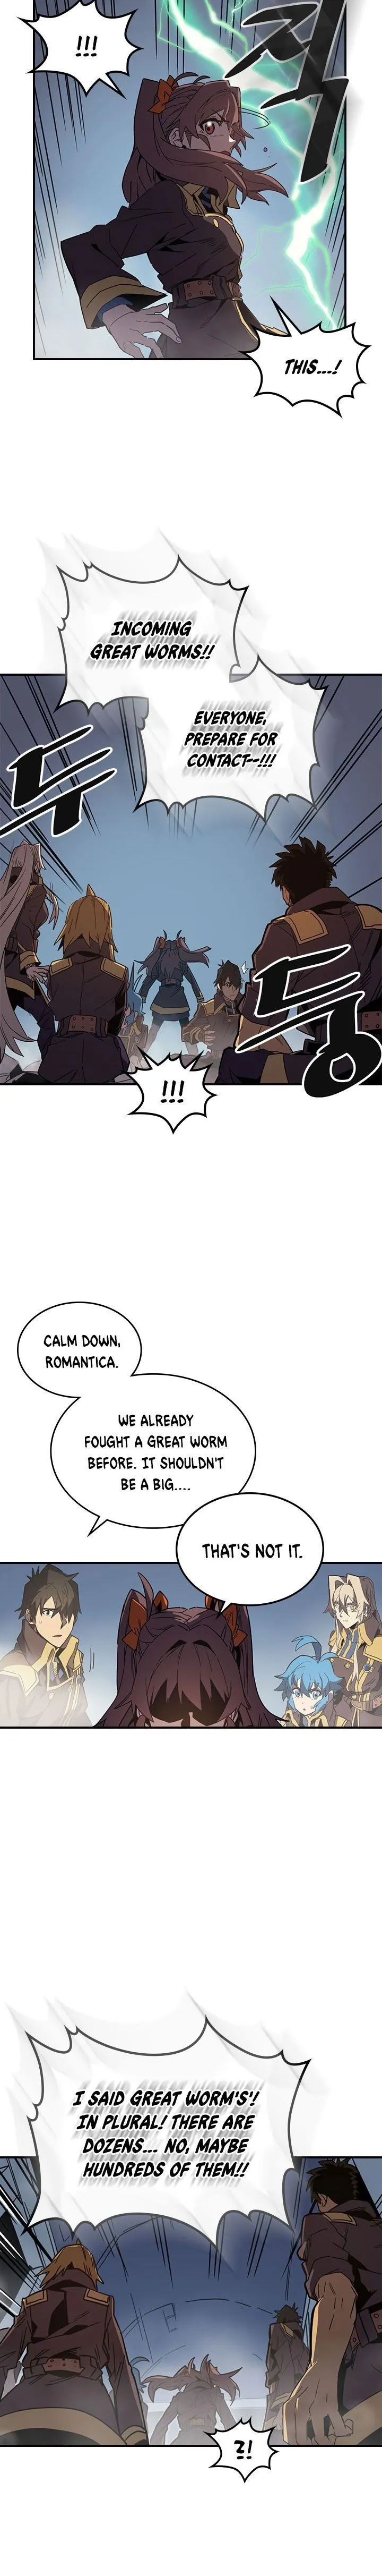 !!!
THIS...!
INCOMING
GREAT WORMS!!
EVERYONE,
PREPARE FOR
CONTACT--!!!
두
둥
!!!
CALM DOWN,
ROMANTICA.
WE ALREADY
FOUGHT A GREAT WORM
BEFORE. IT SHOULDN'T
BE A BIG....
THAT'S NOT IT.
I SAID GREAT WORM'S'!
IN PLURAL! THERE ARE
DOZENS... NO, MAYBE
HUNDREDS OF THEM!!
?!